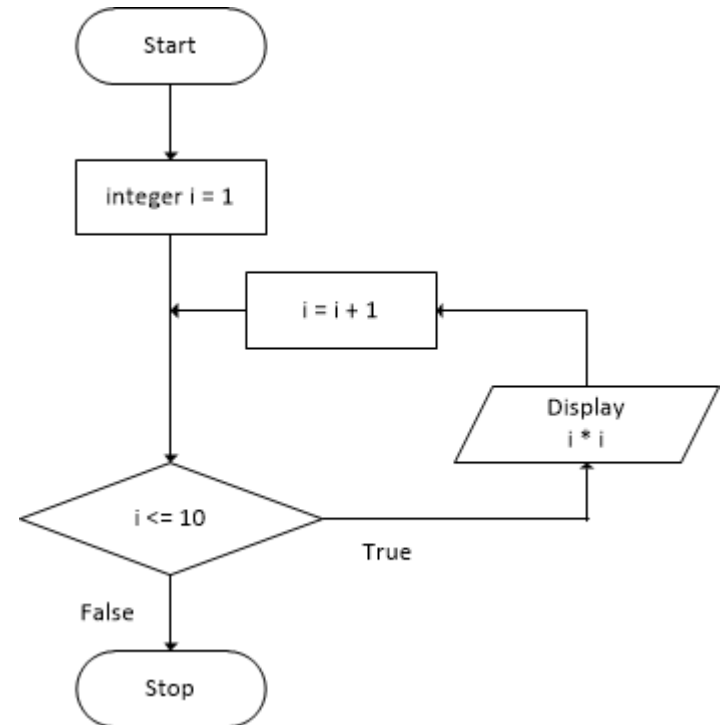 Start
integer i = 1
i = i + 1
Display
i * i
i <= 10
True
False
Stop